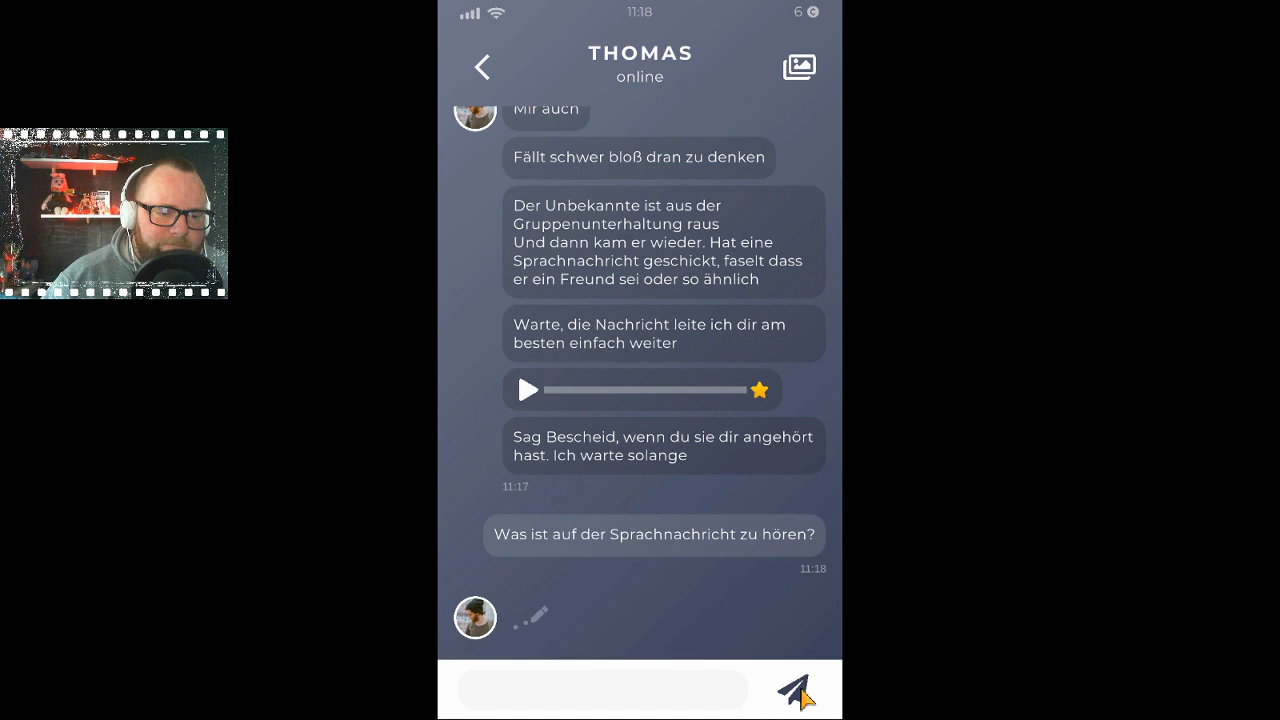 11:18
6
THOMAS
online
Mir auch
Fällt schwer bloß dran zu denken
Der Unbekannte ist aus der
Gruppenunterhaltung raus
Und dann kam er wieder. Hat eine
Sprachnachricht geschickt, faselt dass
er ein Freund sei oder so ähnlich
Warte, die Nachricht leite ich dir am
besten einfach weiter
Sag Bescheid, wenn du sie dir angehört
hast. Ich warte solange
11:17
Was ist auf der Sprachnachricht zu hören?
11:18